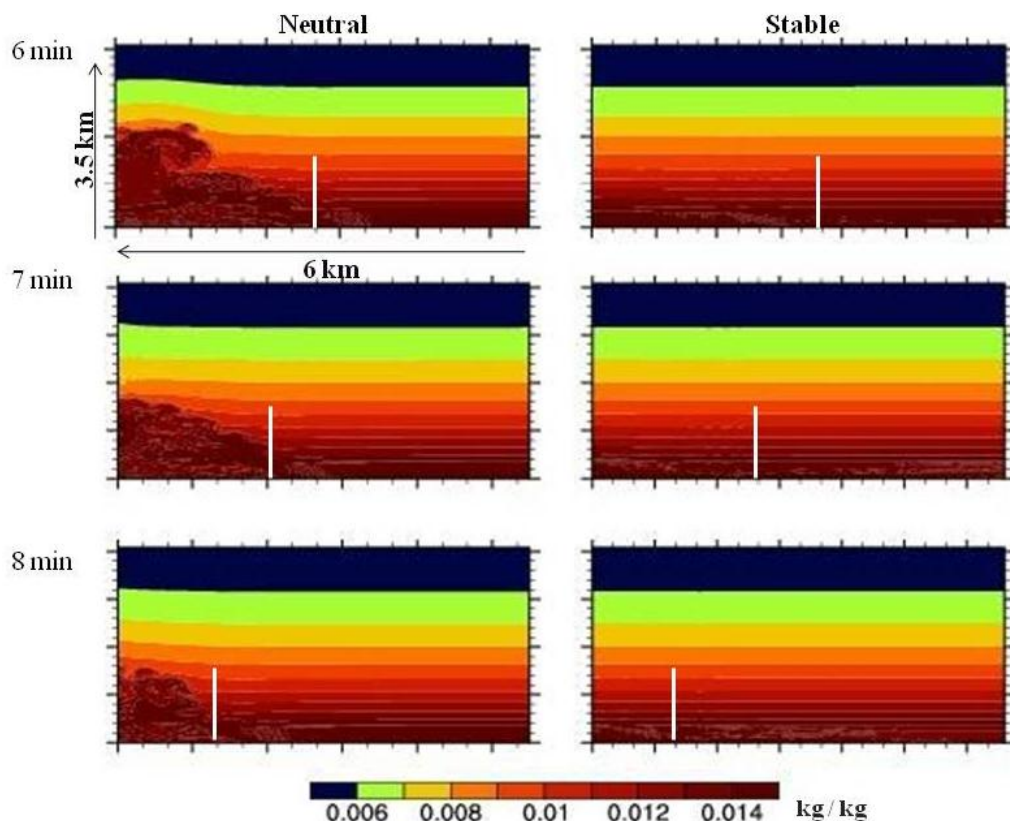 Neutral Stable
6 min
3.5 km
6 km
7 min
8 min
0.006 0.008 0.01 0.012 0.014 kg / kg